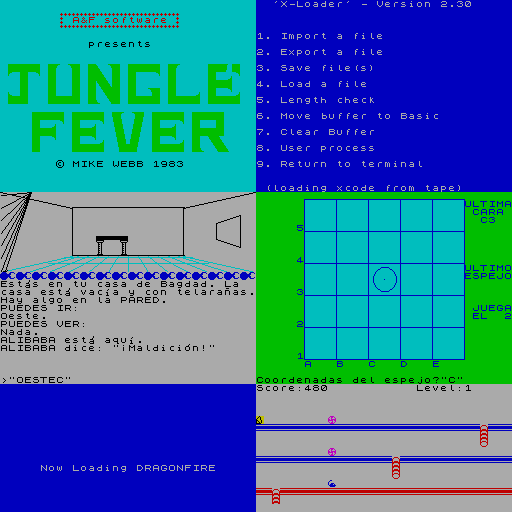 A&F software
presents
JUNGLE
FEVER
© MIKE WEBB 1983
'X-Loader' - Version 2.30
1. Import a file
2. Export a file
3. Save file(s)
4. Load a file
5. Length check
6. Move buffer to Basic
7. Clear Buffer
8. User process
9. Return to terminal
(loading xcode from tape)
Estás en tu casa de Bagdad. La
casa está vacía y con telarañas.
Hay algo en la PARED.
PUEDES IR:
Oeste.
PUEDES VER:
Nada.
ALIBABA está aquí.
ALIBABA dice: "¡Maldición!"
>"OESTEC"
ULTIMA
CARA
C3
ULTIMO
ESPEJO
JUEGA
EL 2
5
4
3
2
1
A B C D E
Coordenadas del espejo?"C"
Now Loading DRAGONFIRE
Score:480 Level:1